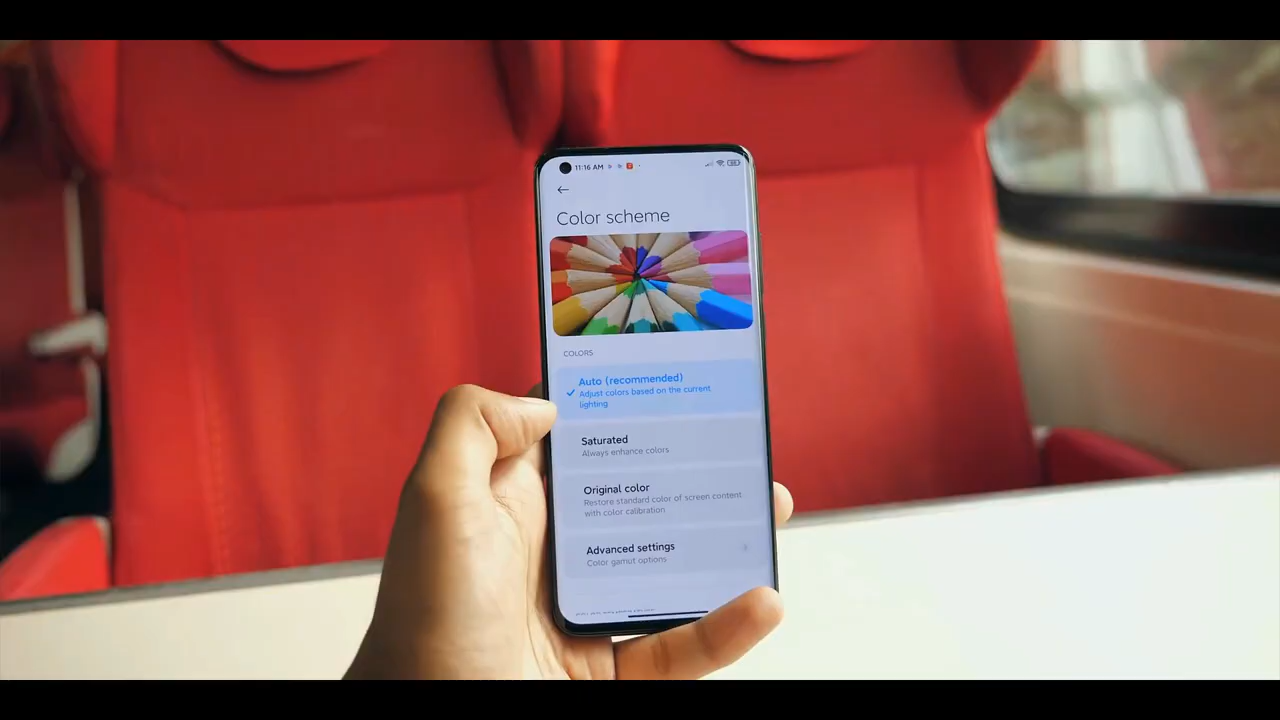 11:16 AM
Color scheme
COLORS
Auto (recommended)
Adjust colors based on the current
lighting
Saturated
Always enhance colors
Original color
Restore standard color of screen content
with color calibration
Advanced settings
Color gamut options